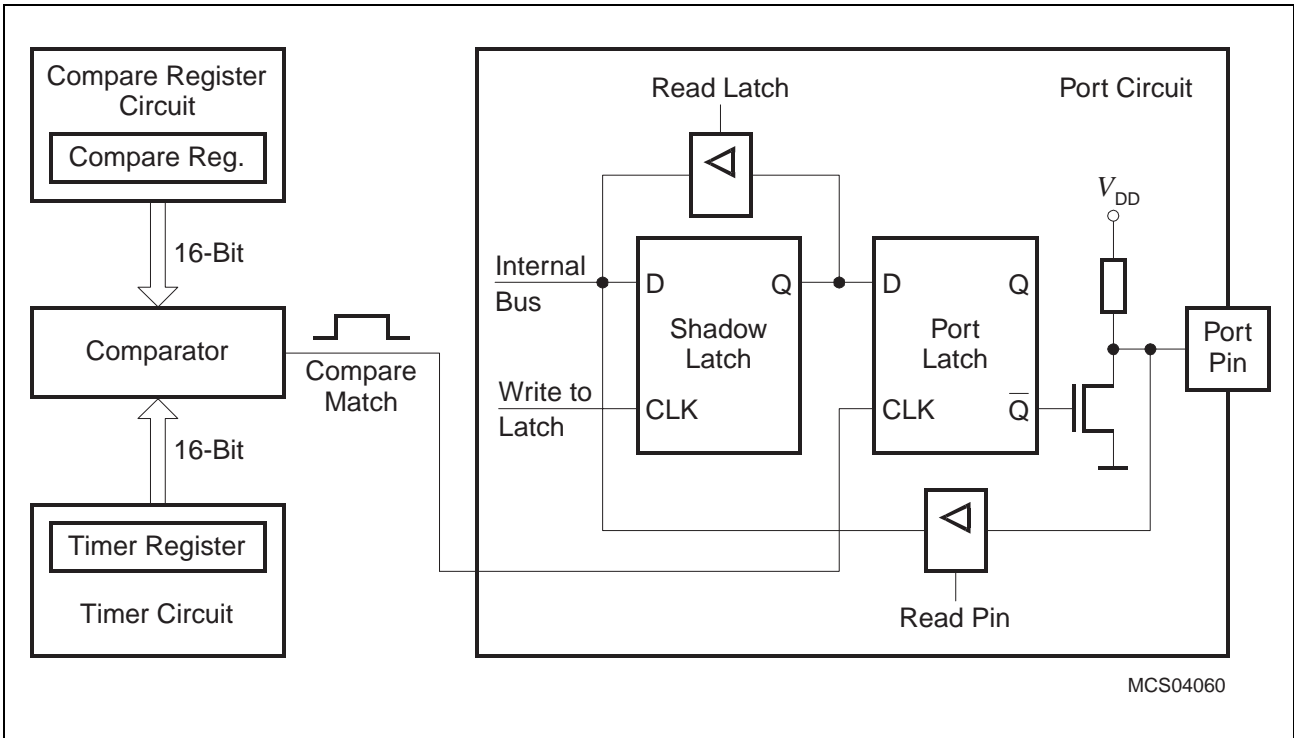 Compare Register
Circuit
Compare Reg.
16-Bit
Comparator
Compare
Match
16-Bit
Timer Register
Timer Circuit
Port Circuit
Read Latch
Internal
Bus
Write to
Latch
D
Q
Shadow
Latch
CLK
D
Q
Port
Latch
CLK
Q̅
VDD
Port
Pin
Read Pin
MCS04060